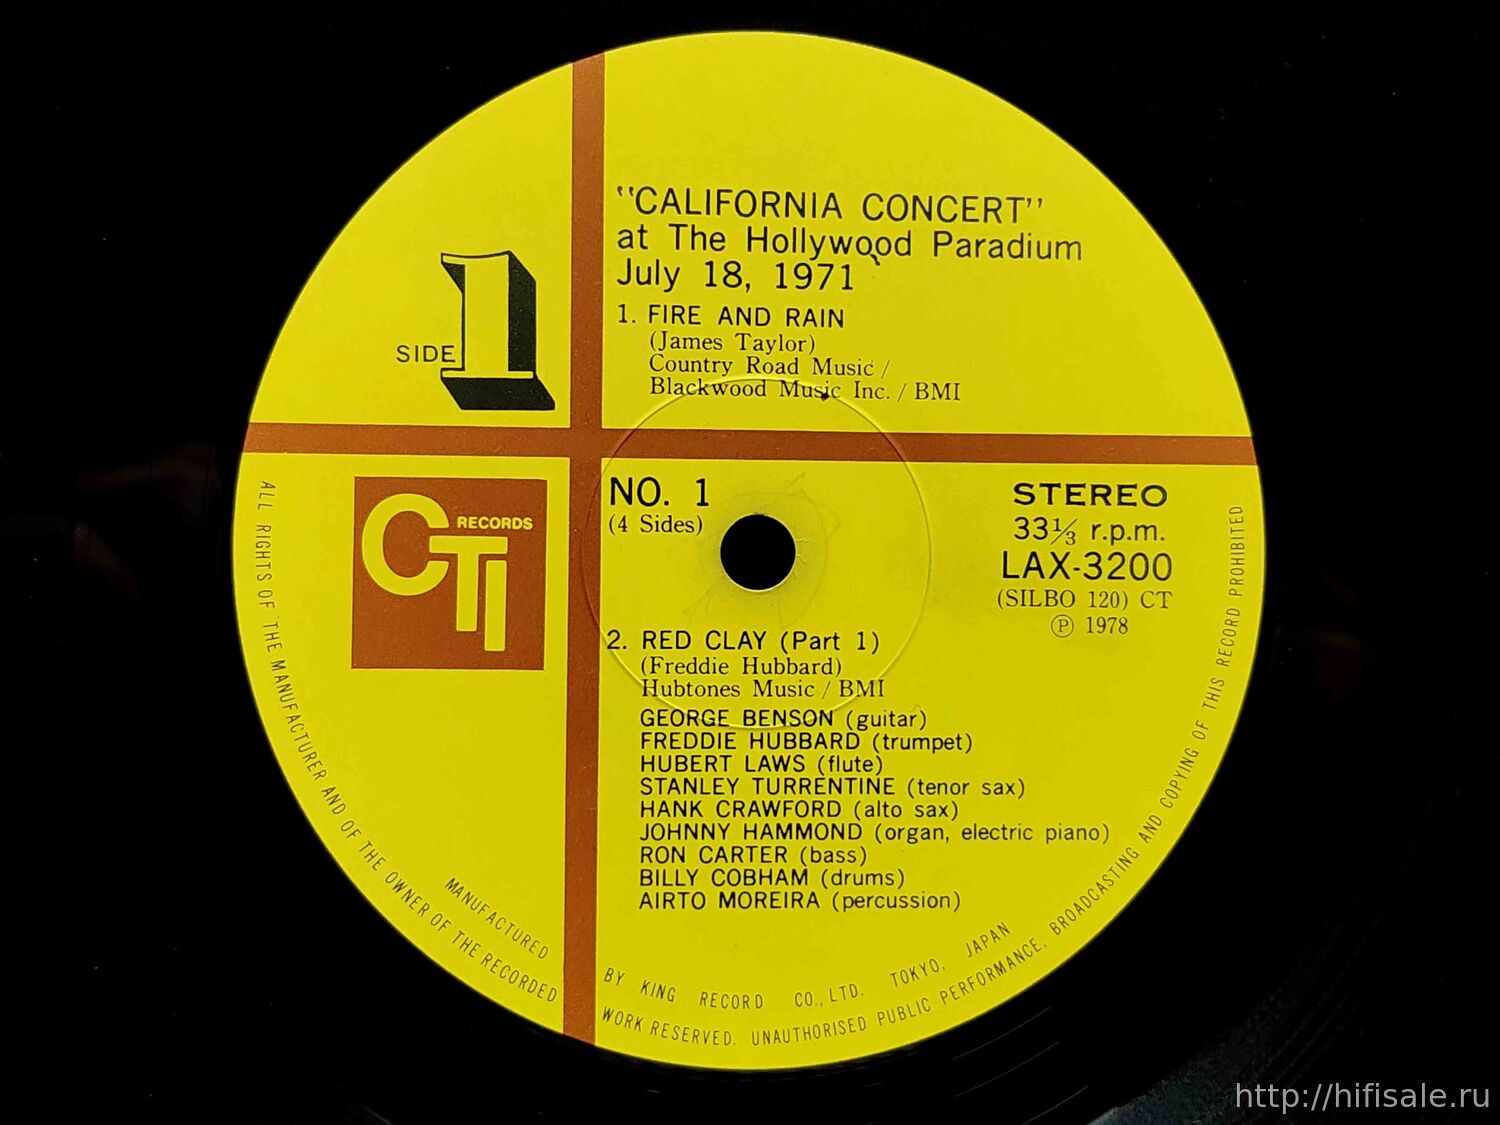 "CALIFORNIA CONCERT"
at The Hollywood Paradium
July 18, 1971
1. FIRE AND RAIN
(James Taylor)
Country Road Music /
Blackwood Music Inc. / BMI
SIDE 1
CTI RECORDS
NO. 1
(4 Sides)
STEREO
33⅓ r.p.m.
LAX-3200
(SILBO 120) CT
Ⓟ 1978
2. RED CLAY (Part 1)
(Freddie Hubbard)
Hubtones Music / BMI
GEORGE BENSON (guitar)
FREDDIE HUBBARD (trumpet)
HUBERT LAWS (flute)
STANLEY TURRENTINE (tenor sax)
HANK CRAWFORD (alto sax)
JOHNNY HAMMOND (organ, electric piano)
RON CARTER (bass)
BILLY COBHAM (drums)
AIRTO MOREIRA (percussion)
MANUFACTURED BY KING RECORD CO., LTD. TOKYO, JAPAN
ALL RIGHTS OF THE MANUFACTURER AND OF THE OWNER OF THE RECORDED WORK RESERVED. UNAUTHORISED PUBLIC PERFORMANCE, BROADCASTING AND COPYING OF THIS RECORD PROHIBITED
http://hifisale.ru